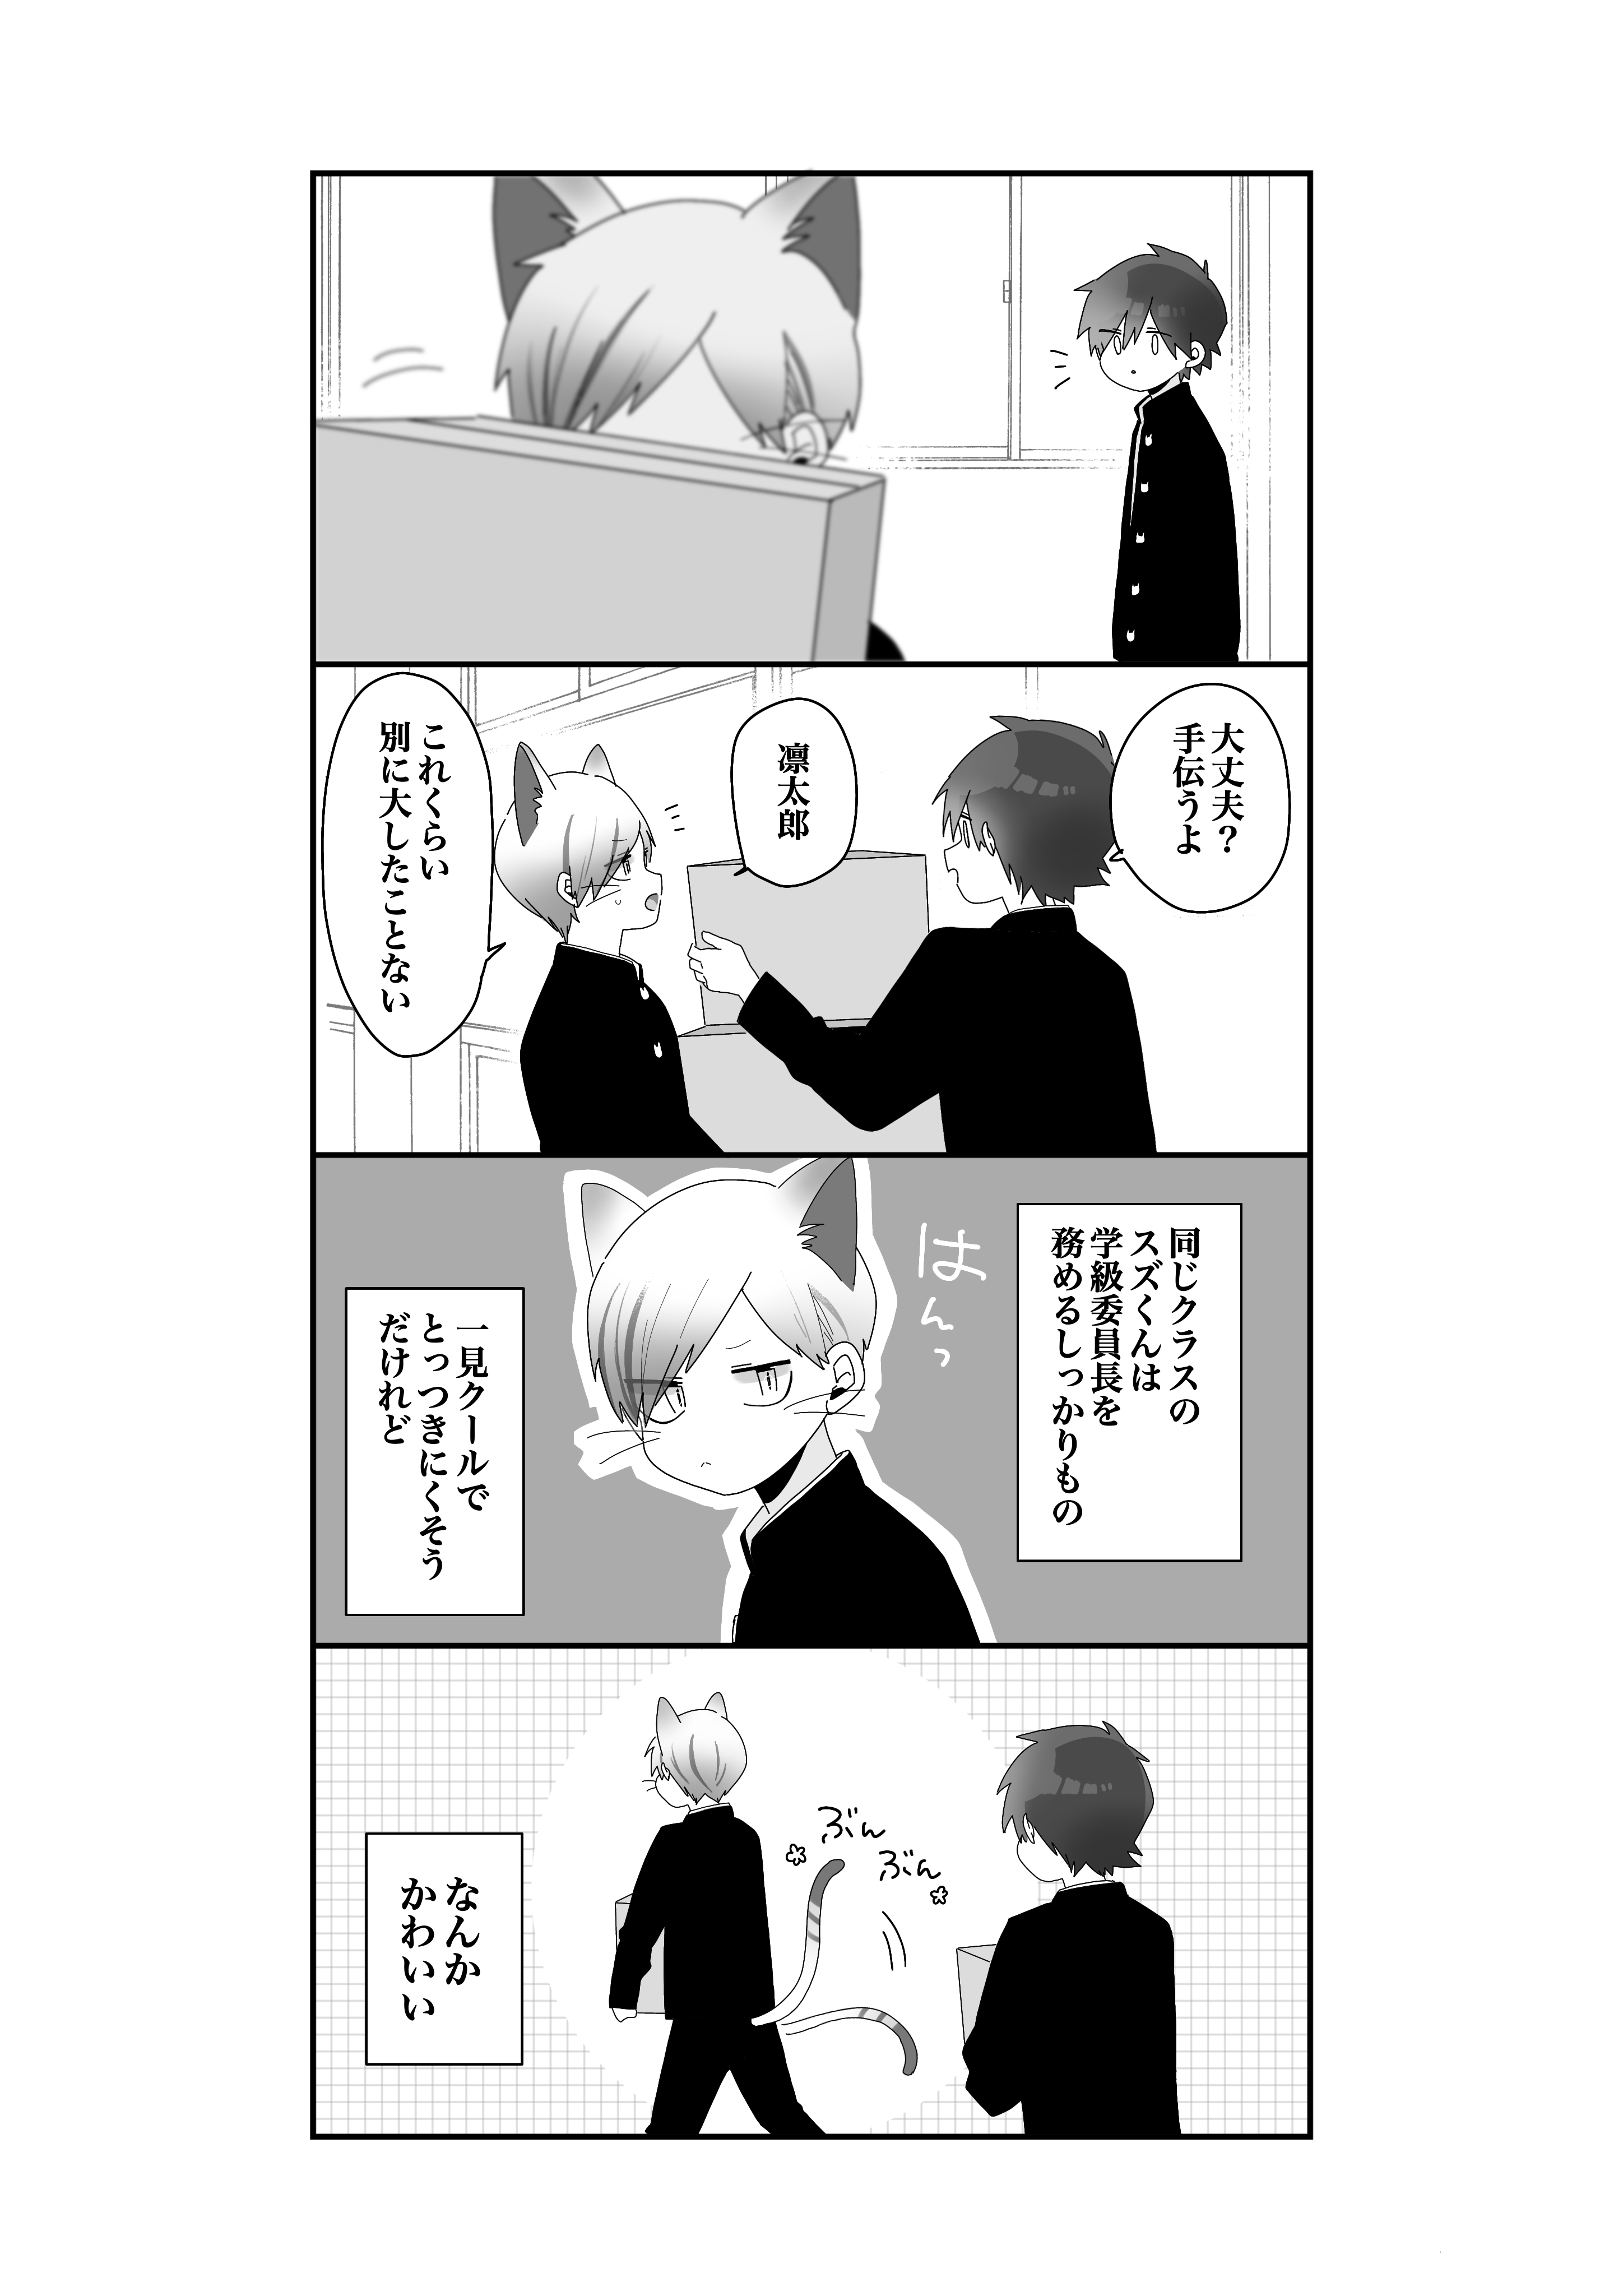 大丈夫？
手伝うよ
凛太郎
これくらい
別に大したことない
同じクラスの
スズくんは
学級委員長を
務めるしっかりもの
はんっ
一見クールで
とっつきにくそう
だけれど
ぶん
ぶん
なんか
かわいい